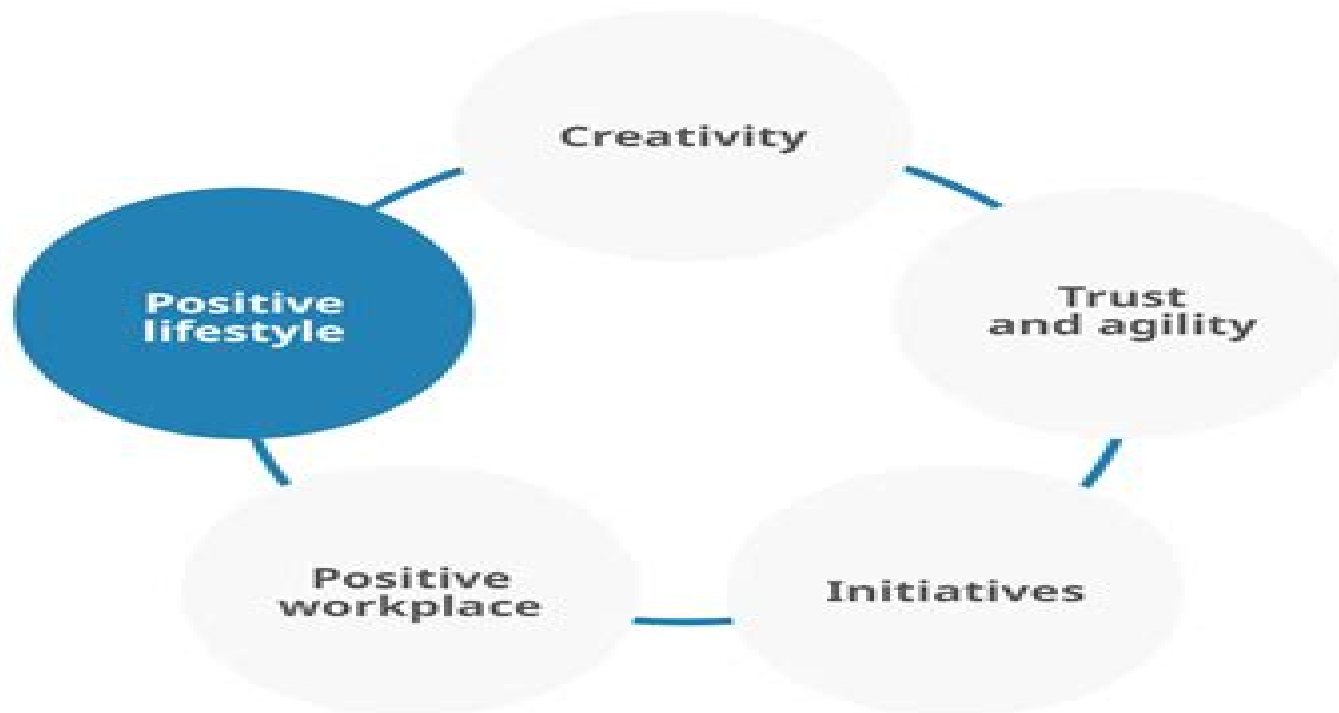 Creativity
Trust
and agility
Positive
lifestyle
Positive
workplace
Initiatives